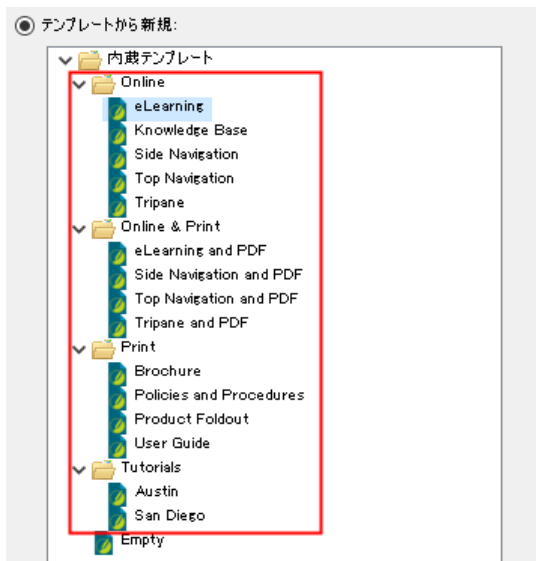 テンプレートから新規:
内蔵テンプレート
Online
eLearning
Knowledge Base
Side Navigation
Top Navigation
Tripane
Online & Print
eLearning and PDF
Side Navigation and PDF
Top Navigation and PDF
Tripane and PDF
Print
Brochure
Policies and Procedures
Product Foldout
User Guide
Tutorials
Austin
San Diego
Empty